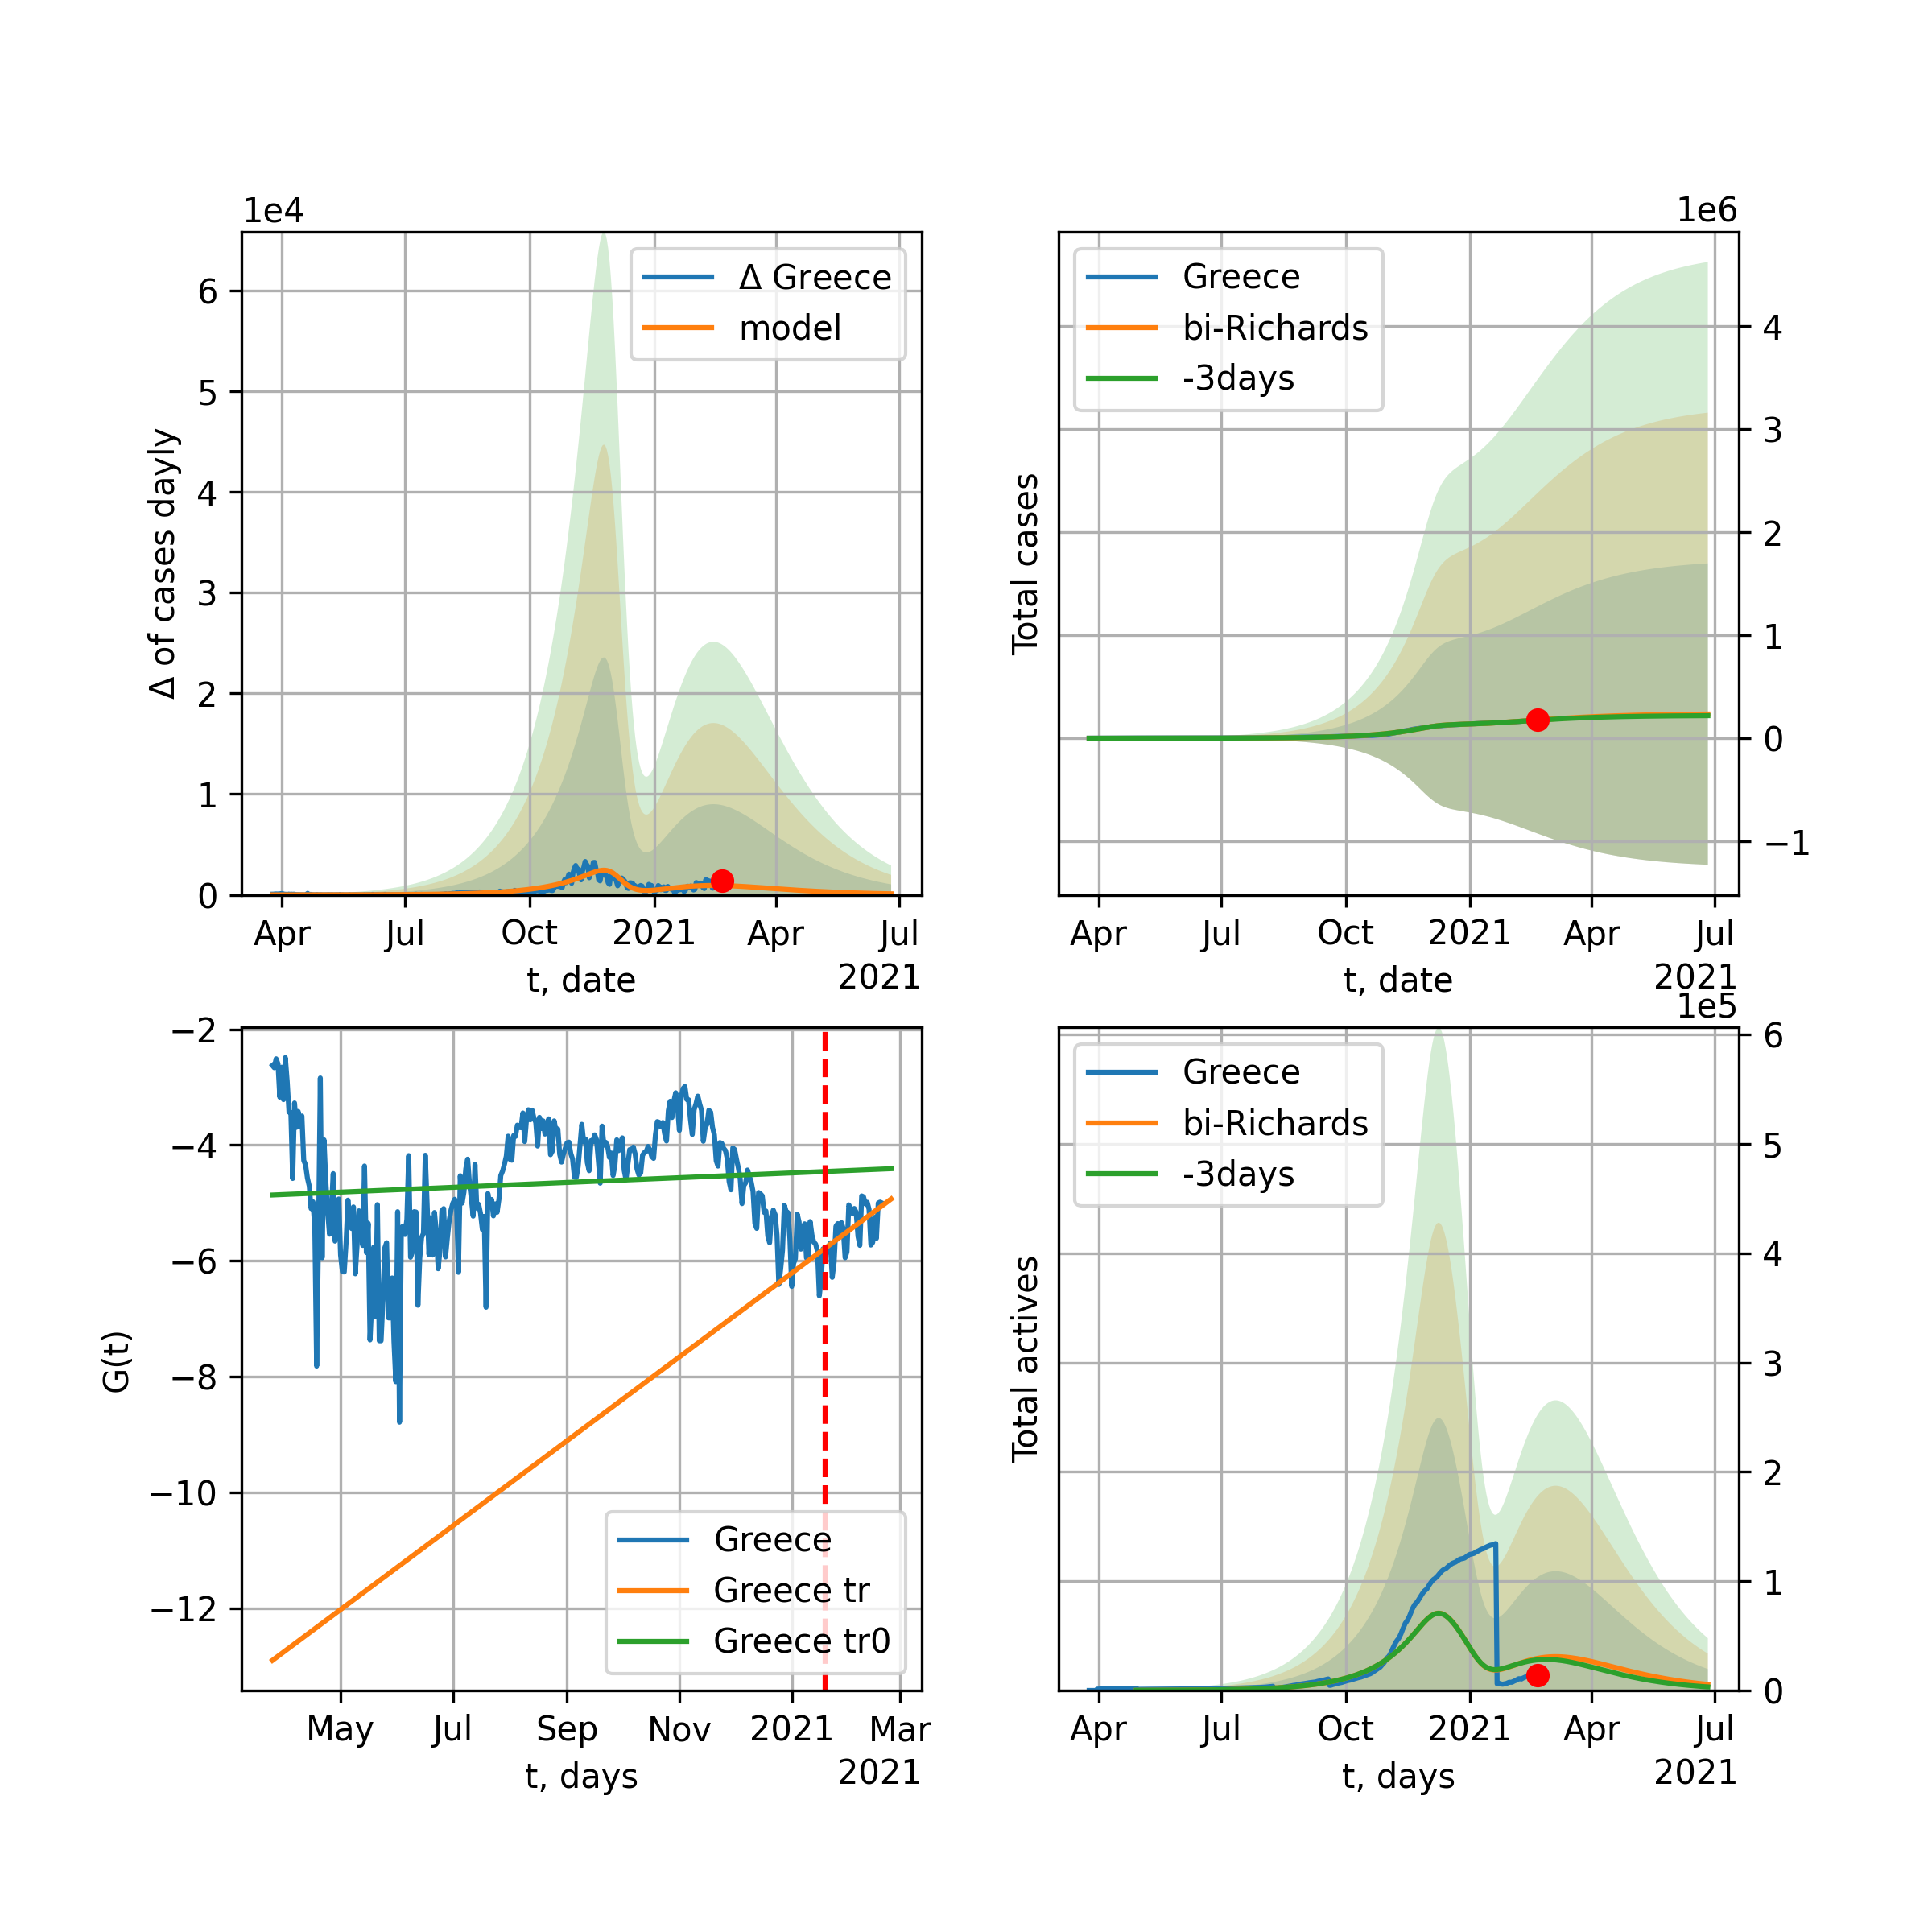 1e4
Δ of cases dayly
6
5
4
3
2
1
0
Δ Greece
model
Apr
Jul
Oct
2021
Apr
Jul
t, date
2021
1e6
Total cases
Greece
bi-Richards
-3days
4
3
2
1
0
−1
Apr
Jul
Oct
2021
Apr
Jul
t, date
2021
G(t)
−2
−4
−6
−8
−10
−12
Greece
Greece tr
Greece tr0
May
Jul
Sep
Nov
2021
Mar
t, days
2021
1e5
Total actives
Greece
bi-Richards
-3days
6
5
4
3
2
1
0
Apr
Jul
Oct
2021
Apr
Jul
t, days
2021